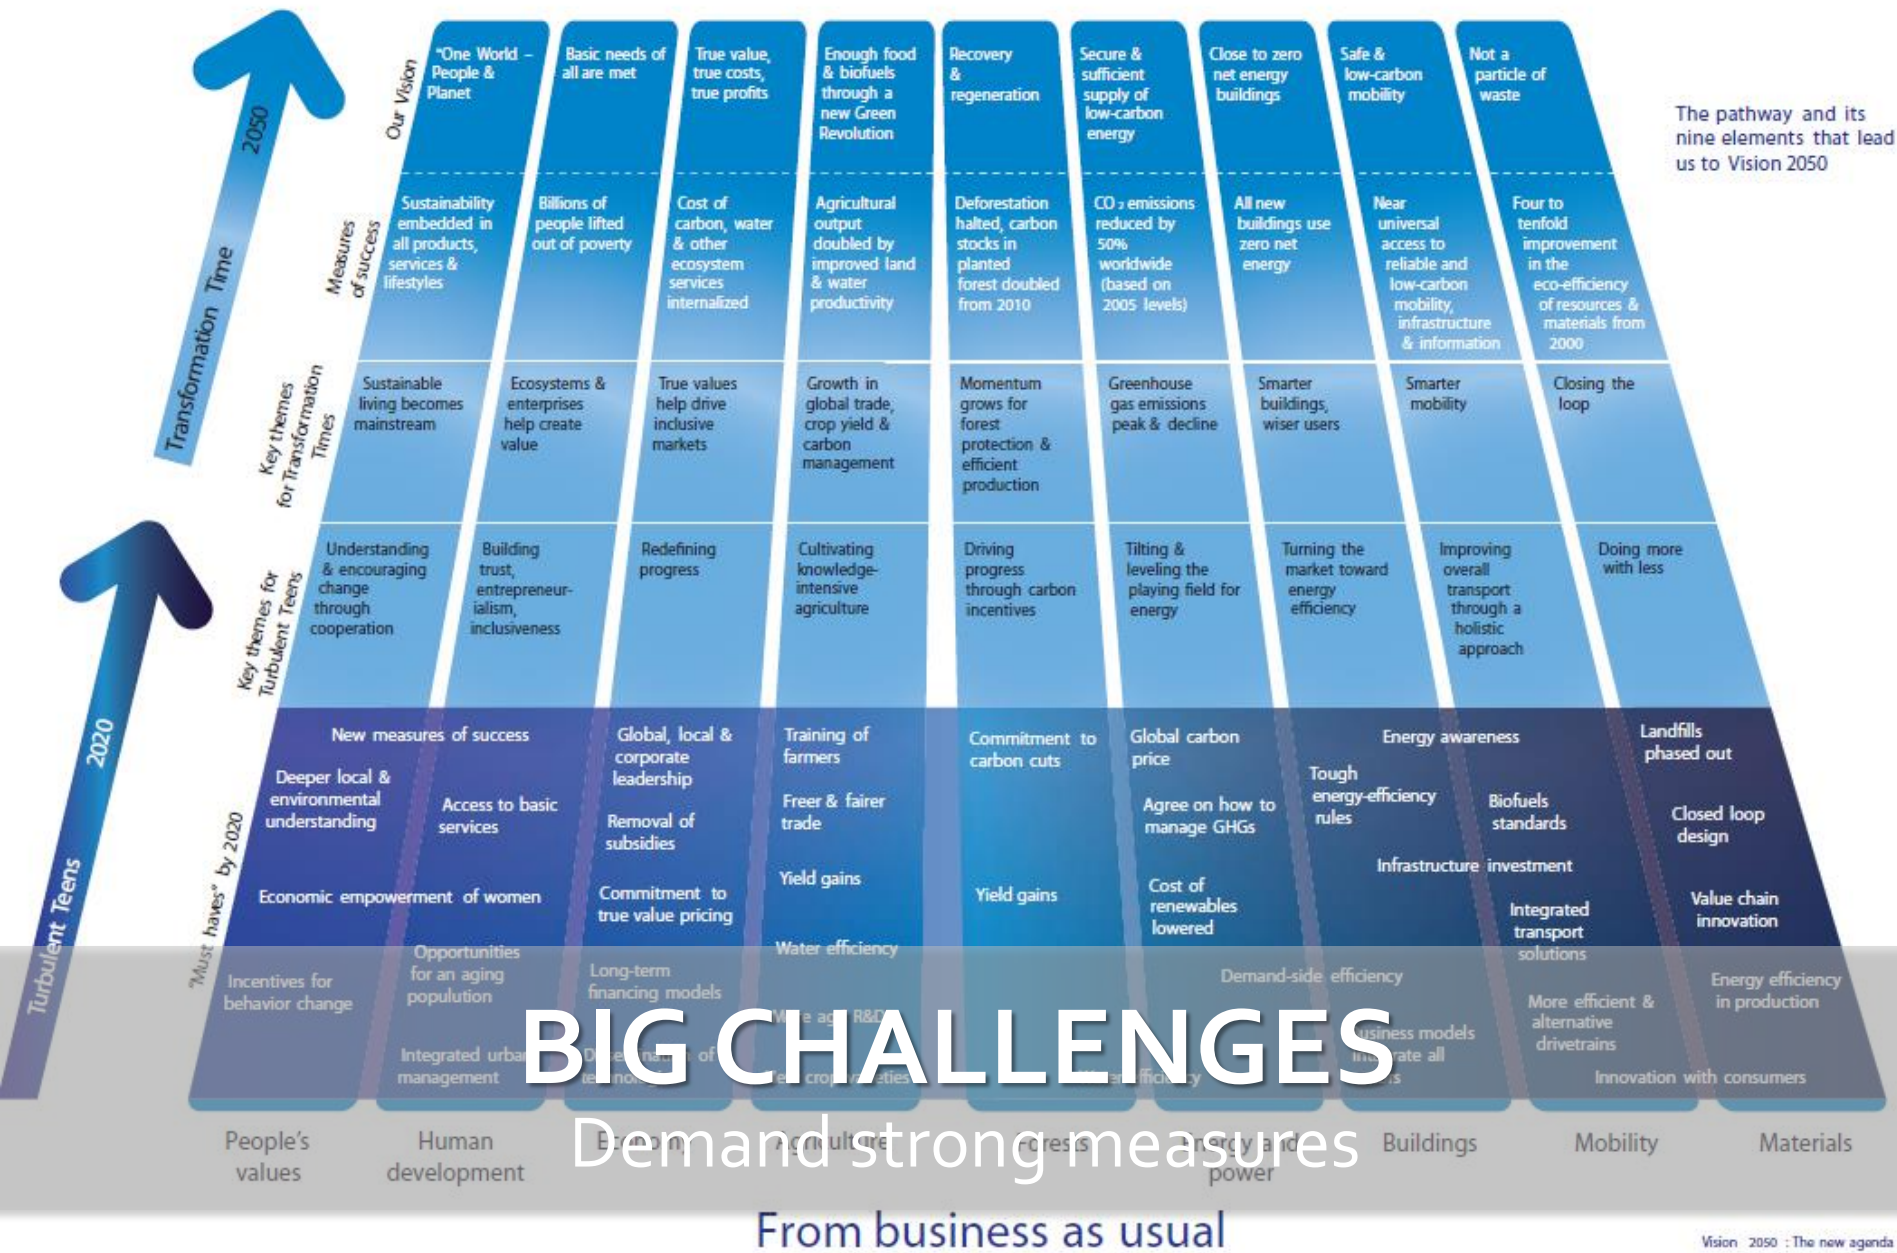 "One World –
People &
Planet
Basic needs of
all are met
True value,
true costs,
true profits
Enough food
& biofuels
through a
new Green
Revolution
Recovery
&
regeneration
Secure &
sufficient
supply of
low-carbon
energy
Close to zero
net energy
buildings
Safe &
low-carbon
mobility
Not a
particle of
waste
Our Vision
2050
Transformation Time
The pathway and its
nine elements that lead
us to Vision 2050
Measures
of success
Sustainability
embedded in
all products,
services &
lifestyles
Billions of
people lifted
out of poverty
Cost of
carbon, water
& other
ecosystem
services
internalized
Agricultural
output
doubled by
improved land
& water
productivity
Deforestation
halted, carbon
stocks in
planted
forest doubled
from 2010
CO 2 emissions
reduced by
50%
worldwide
(based on
2005 levels)
All new
buildings use
zero net
energy
Near
universal
access to
reliable and
low-carbon
mobility,
infrastructure
& information
Four to
tenfold
improvement
in the
eco-efficiency
of resources &
materials from
2000
Key themes
for Transformation
Times
Sustainable
living becomes
mainstream
Ecosystems &
enterprises
help create
value
True values
help drive
inclusive
markets
Growth in
global trade,
crop yield &
carbon
management
Momentum
grows for
forest
protection &
efficient
production
Greenhouse
gas emissions
peak & decline
Smarter
buildings,
wiser users
Smarter
mobility
Closing the
loop
Key themes for
Turbulent Teens
Understanding
& encouraging
change
through
cooperation
Building
trust,
entrepreneur-
ialism,
inclusiveness
Redefining
progress
Cultivating
knowledge-
intensive
agriculture
Driving
progress
through carbon
incentives
Tilting &
leveling the
playing field for
energy
Turning the
market toward
energy
efficiency
Improving
overall
transport
through a
holistic
approach
Doing more
with less
2020
Turbulent Teens
"Must haves" by 2020
New measures of success
Deeper local &
environmental
understanding
Access to basic
services
Economic empowerment of women
Incentives for
behavior change
Opportunities
for an aging
population
Integrated
management
Global, local &
corporate
leadership
Removal of
subsidies
Commitment to
true value pricing
Long-term
financing models
of
Training of
farmers
Freer & fairer
trade
Yield gains
Water efficiency
R&D
Commitment to
carbon cuts
Yield gains
Global carbon
price
Agree on how to
manage GHGs
Cost of
renewables
lowered
Demand-side efficiency
Energy awareness
Tough
energy-efficiency
rules
Infrastructure investment
models
all
Biofuels
standards
Integrated
transport
solutions
More efficient &
alternative
drivetrains
Landfills
phased out
Closed loop
design
Value chain
innovation
Energy efficiency
in production
Innovation with consumers
BIG CHALLENGES
Demand strong measures
People's
values
Human
development
Economy
Agriculture
Forests
Energy and
power
Buildings
Mobility
Materials
From business as usual
Vision 2050 : The new agenda